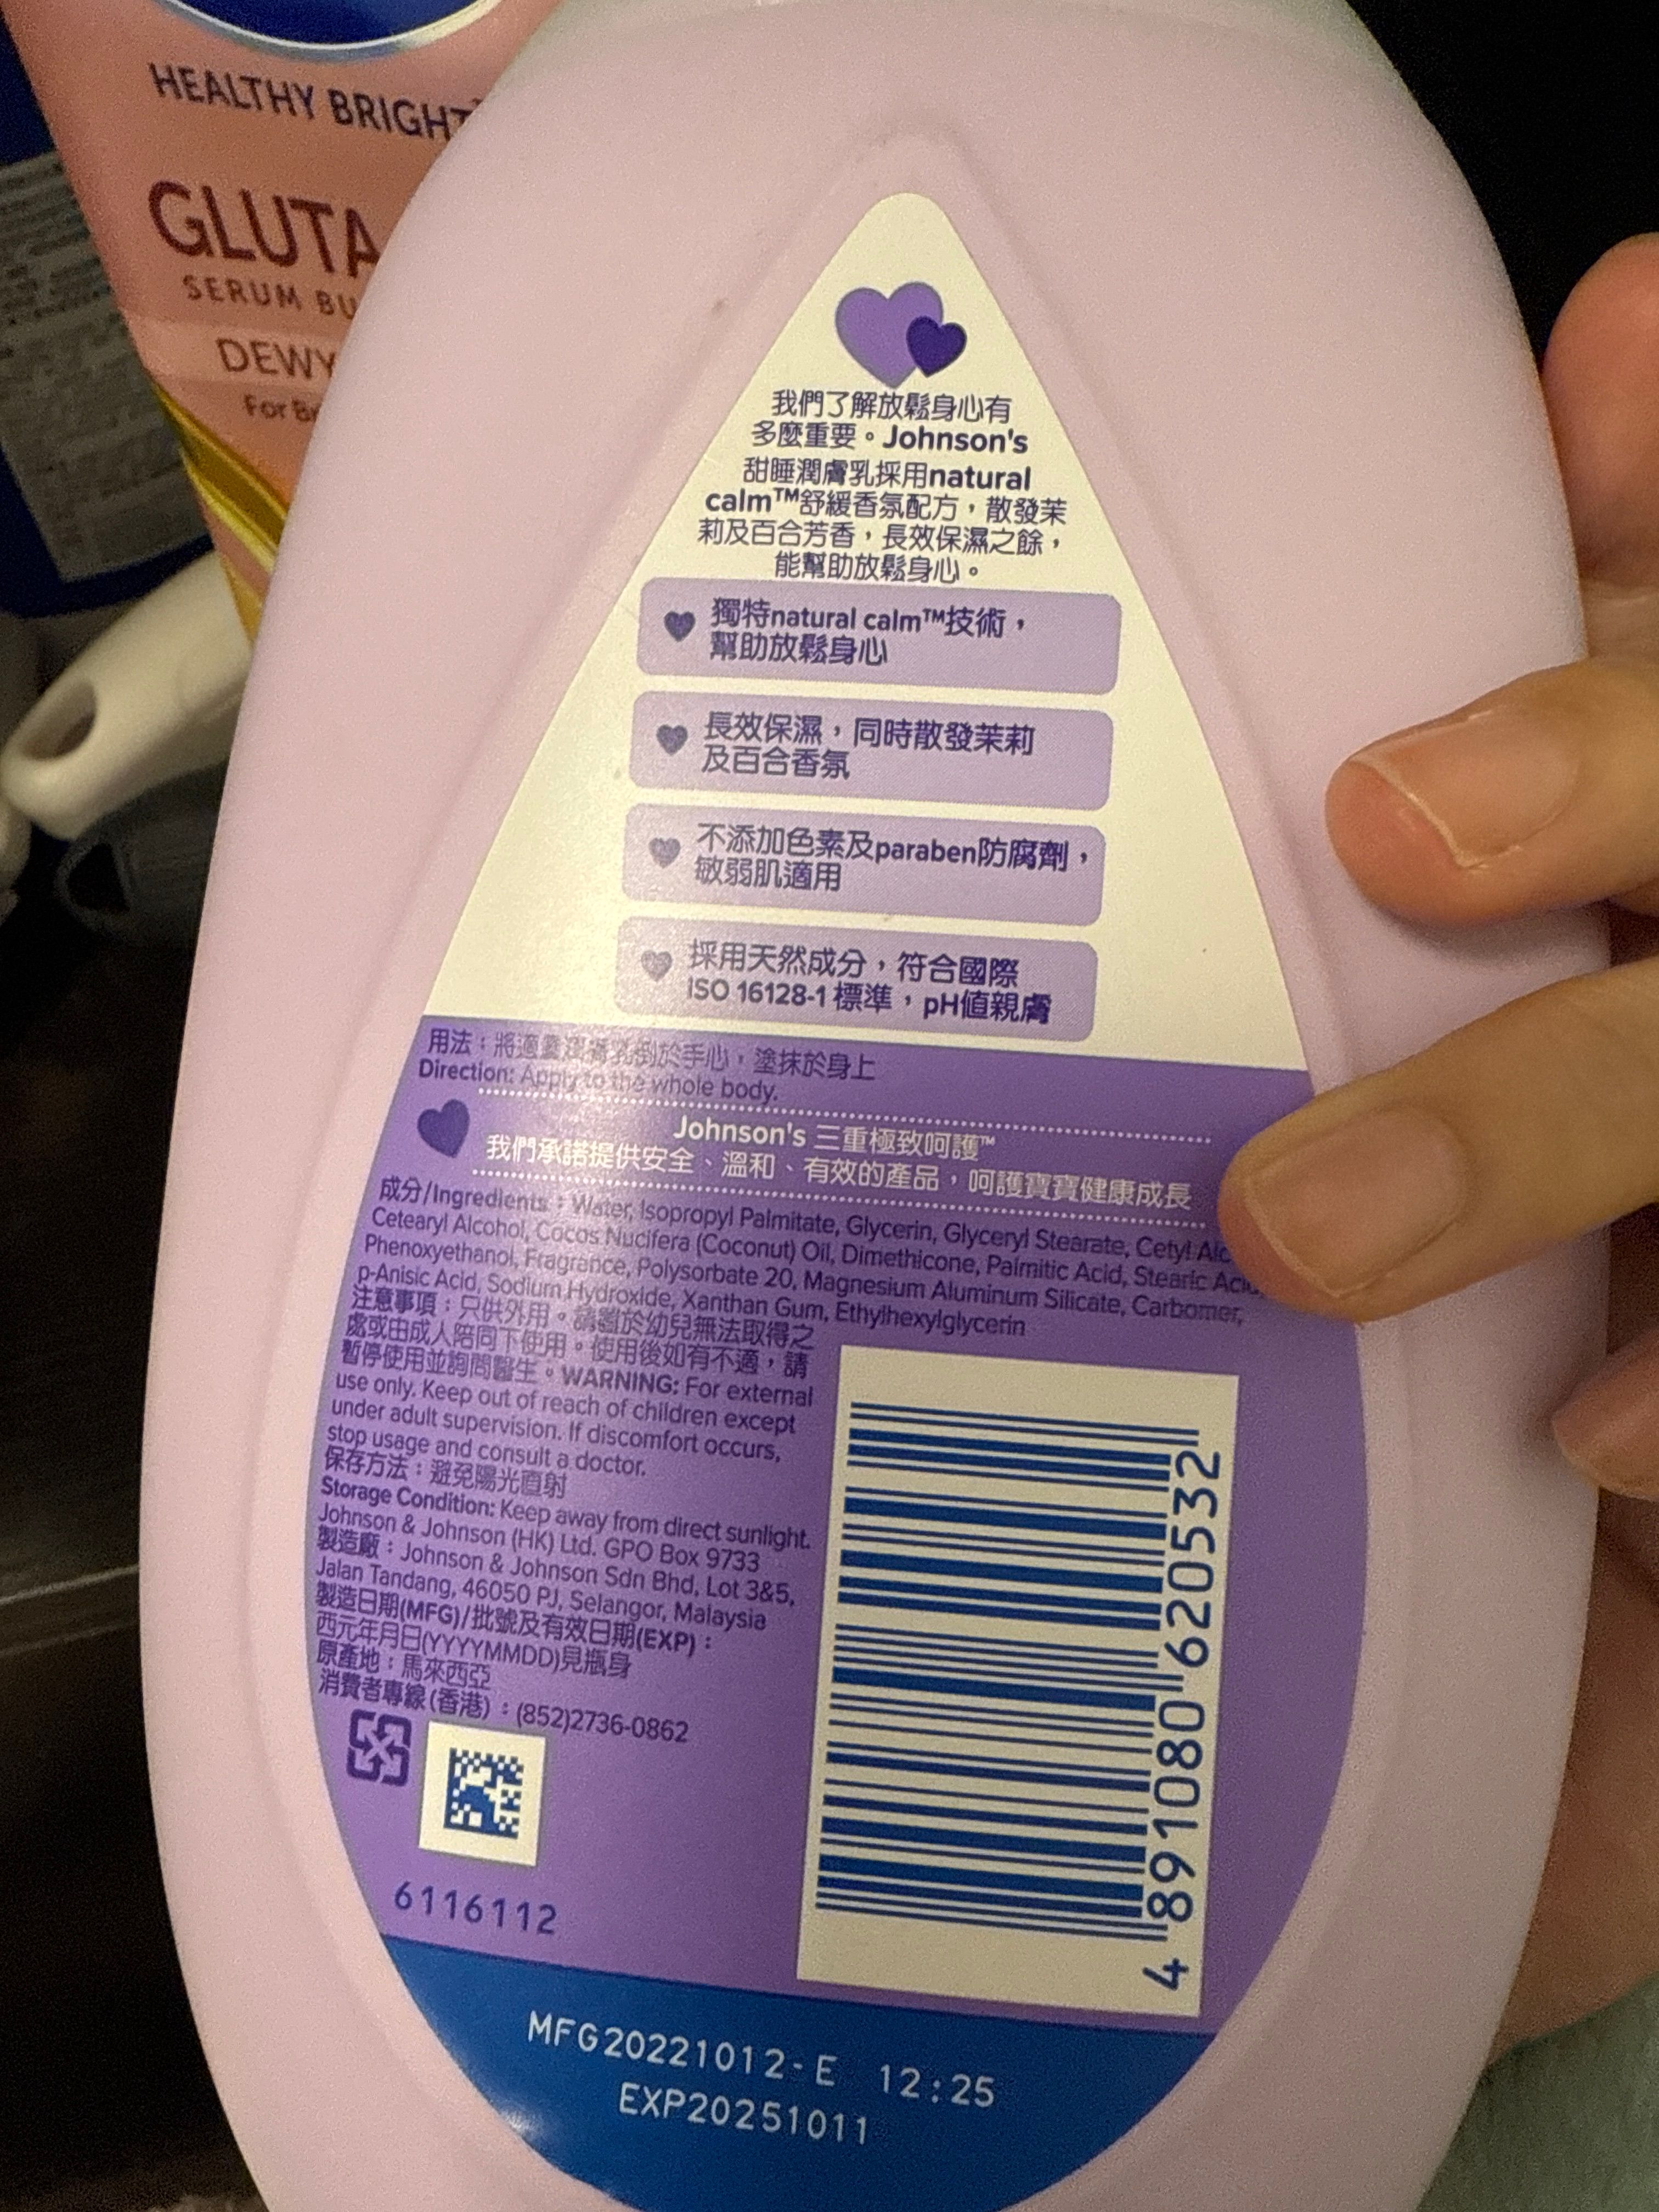 HEALTHY BRIGHT
GLUTA
SERUM BU
DEWY
For Br
我們了解放鬆身心有
多麼重要。Johnson's
甜睡潤膚乳採用natural
calm™舒緩香氛配方，散發茉
莉及百合芳香，長效保濕之餘，
能幫助放鬆身心。
獨特natural calm™技術，
幫助放鬆身心
長效保濕，同時散發茉莉
及百合香氛
不添加色素及paraben防腐劑，
敏弱肌適用
採用天然成分，符合國際
ISO 16128-1 標準，pH值親膚
用法：將適量潤膚乳倒於手心，塗抹於身上
Direction: Apply to the whole body.
Johnson's 三重極致呵護™
我們承諾提供安全、溫和、有效的產品，呵護寶寶健康成長
成分/Ingredients：Water, Isopropyl Palmitate, Glycerin, Glyceryl Stearate, Cetyl Alc
Cetearyl Alcohol, Cocos Nucifera (Coconut) Oil, Dimethicone, Palmitic Acid, Stearic Acid,
Phenoxyethanol, Fragrance, Polysorbate 20, Magnesium Aluminum Silicate, Carbomer,
p-Anisic Acid, Sodium Hydroxide, Xanthan Gum, Ethylhexylglycerin
注意事項：只供外用。請置於幼兒無法取得之
處或由成人陪同下使用。使用後如有不適，請
暫停使用並詢問醫生。WARNING: For external
use only. Keep out of reach of children except
under adult supervision. If discomfort occurs,
stop usage and consult a doctor.
保存方法：避免陽光直射
Storage Condition: Keep away from direct sunlight.
Johnson & Johnson (HK) Ltd. GPO Box 9733
製造廠：Johnson & Johnson Sdn Bhd, Lot 3&5,
Jalan Tandang, 46050 PJ, Selangor, Malaysia
製造日期(MFG)/批號及有效日期(EXP)：
西元年月日(YYYYMMDD)見瓶身
原產地：馬來西亞
消費者專線(香港)：(852)2736-0862
6116112
4 891080 620532
MFG20221012-E 12:25
EXP20251011